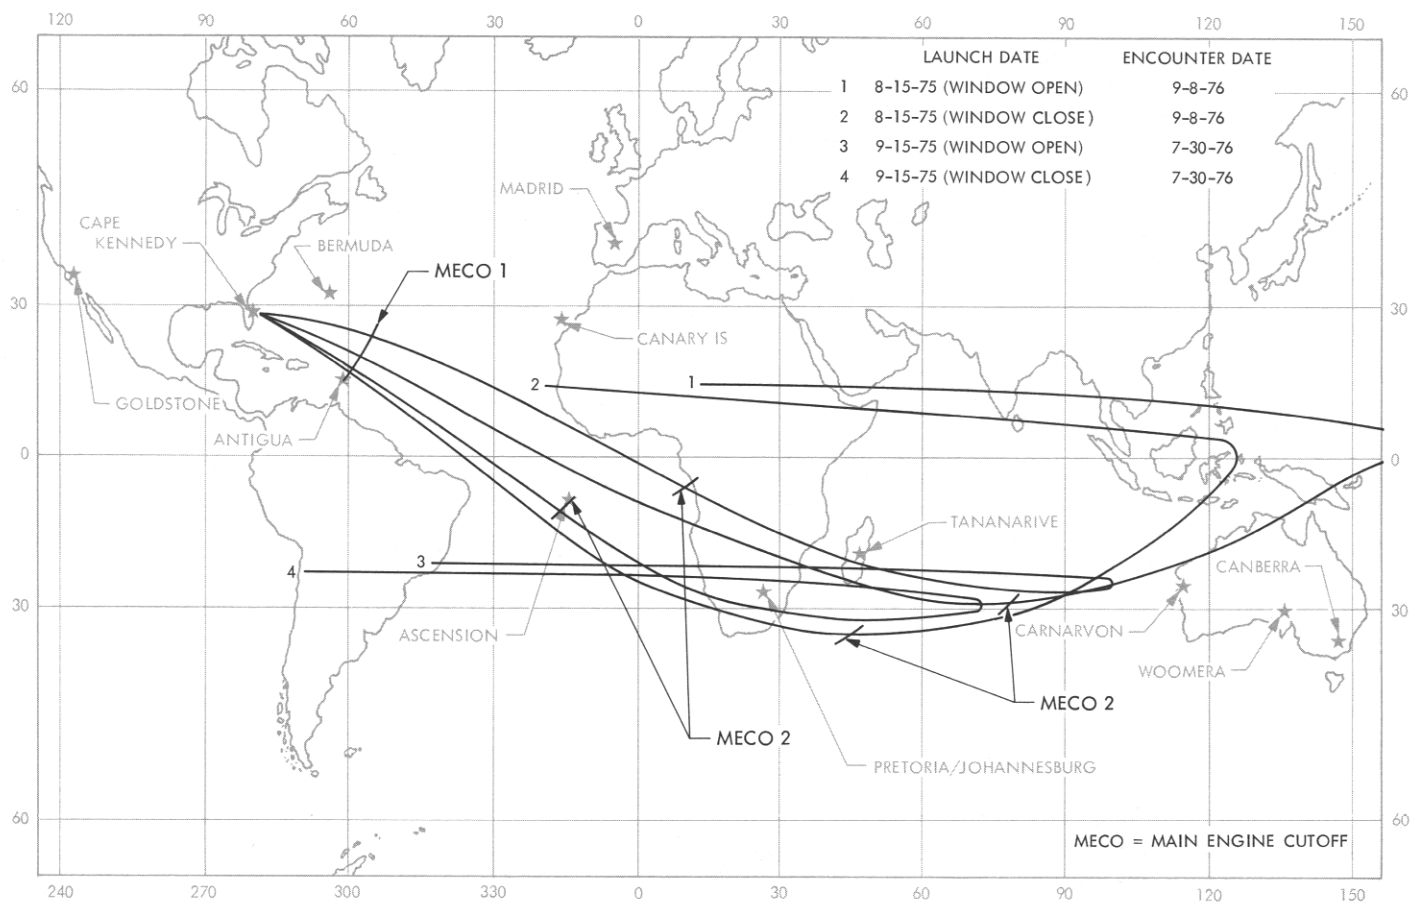 120 90 60 30 0 30 60 90 120 150
LAUNCH DATE ENCOUNTER DATE
1 8-15-75 (WINDOW OPEN) 9-8-76
2 8-15-75 (WINDOW CLOSE) 9-8-76
3 9-15-75 (WINDOW OPEN) 7-30-76
4 9-15-75 (WINDOW CLOSE) 7-30-76
60 60
MADRID
CAPE
KENNEDY
BERMUDA
MECO 1
30 30
CANARY IS
GOLDSTONE
2
1
ANTIGUA
0 0
TANANARIVE
3
4
CANBERRA
30 30
ASCENSION
CARNARVON
WOOMERA
MECO 2
MECO 2
PRETORIA/JOHANNESBURG
60 60
MECO = MAIN ENGINE CUTOFF
240 270 300 330 0 30 60 90 120 150